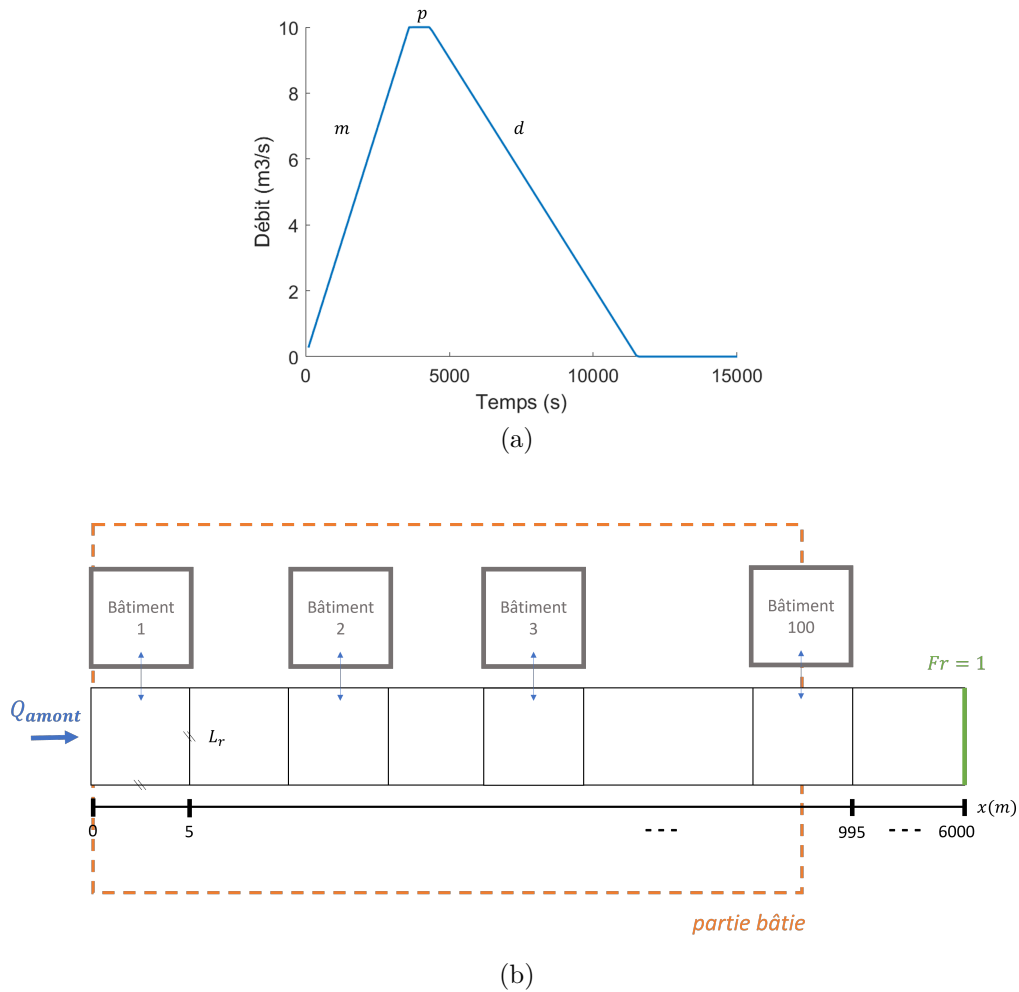 p
10
8
m
d
6
4
2
0
Débit (m3/s)
0 5000 10000 15000
Temps (s)
(a)
Bâtiment 1
Bâtiment 2
Bâtiment 3
Bâtiment 100
Fr = 1
Q_amont
L_r
x(m)
0 5 --- 995 --- 6000
partie bâtie
(b)